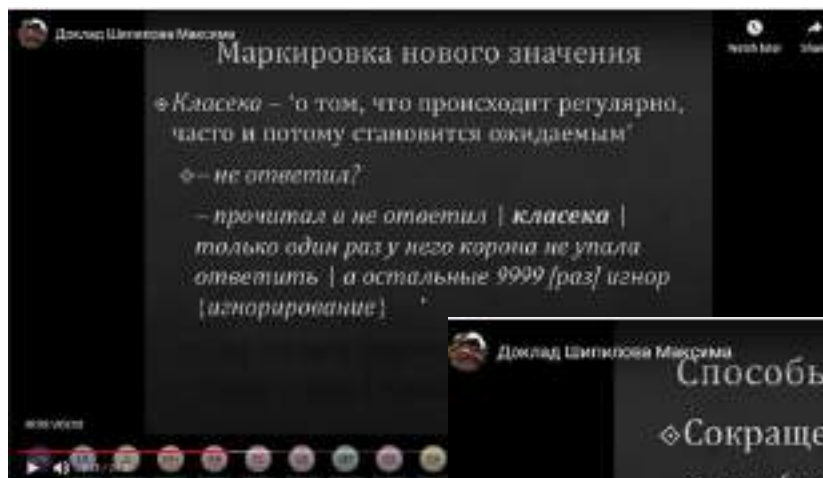 Доклад Шипилова Максима
Маркировка нового значения
Класека – ‘о том, что происходит регулярно,
часто и потому становится ожидаемым’
– не ответил?
– прочитал и не ответил | класека |
только один раз у него корона не упала
ответить | а остальные 9999 [раз] игнор
{игнорирование} ’
Доклад Шипилова Максима
Способы
Сокраще